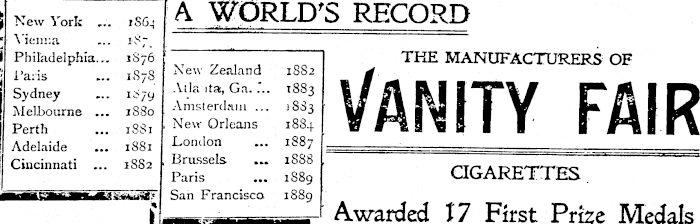 New York ... 1864
Vienna ... 187
Philadelphia... 1876
Paris ... 1878
Sydney ... 1879
Melbourne ... 1880
Perth ... 1881
Adelaide ... 1881
Cincinnati ... 1882
A WORLD'S RECORD
New Zealand 1882
Atlanta, Ga. ... 1883
Amsterdam ... 1883
New Orleans 1884
London ... 1887
Brussels ... 1888
Paris ... 1889
San Francisco 1889
THE MANUFACTURERS OF
VANITY FAIR
CIGARETTES
Awarded 17 First Prize Medals